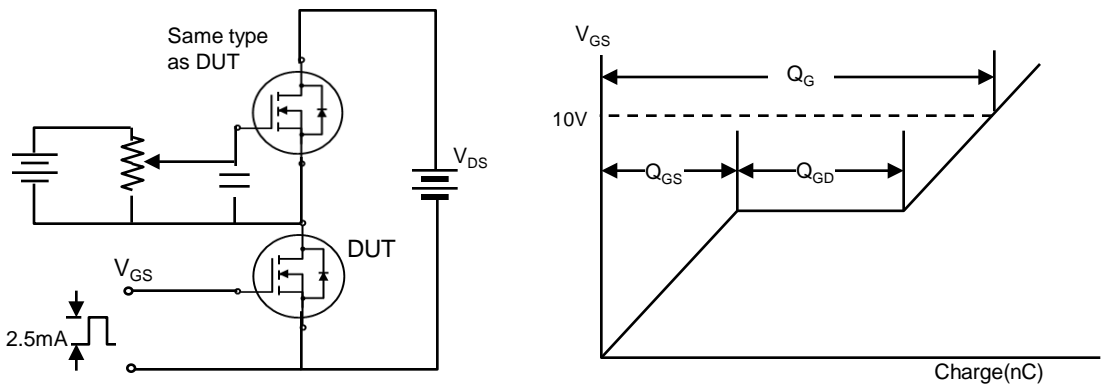 Same type
as DUT
V_DS
DUT
V_GS
2.5mA
V_GS
Q_G
10V
Q_GS
Q_GD
Charge(nC)